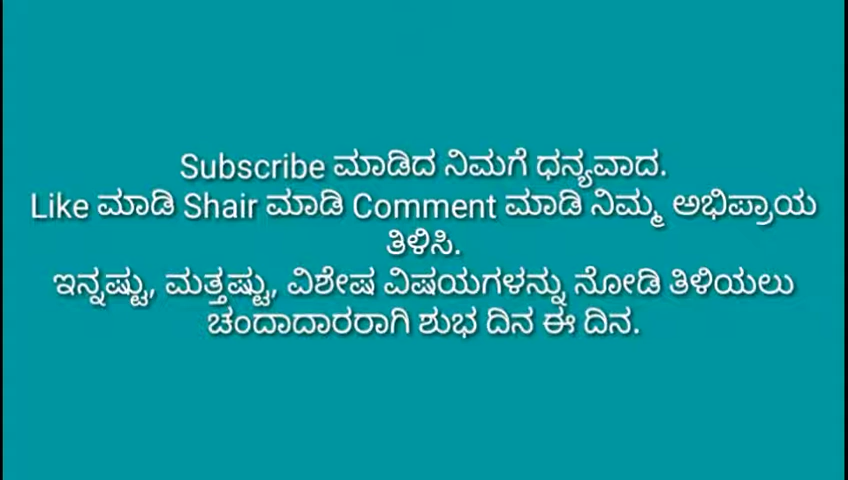 Subscribe ಮಾಡಿದ ನಿಮಗೆ ಧನ್ಯವಾದ.
Like ಮಾಡಿ Shair ಮಾಡಿ Comment ಮಾಡಿ ನಿಮ್ಮ ಅಭಿಪ್ರಾಯ
ತಿಳಿಸಿ.
ಇನ್ನಷ್ಟು, ಮತ್ತಷ್ಟು, ವಿಶೇಷ ವಿಷಯಗಳನ್ನು ನೋಡಿ ತಿಳಿಯಲು
ಚಂದಾದಾರರಾಗಿ ಶುಭ ದಿನ ಈ ದಿನ.